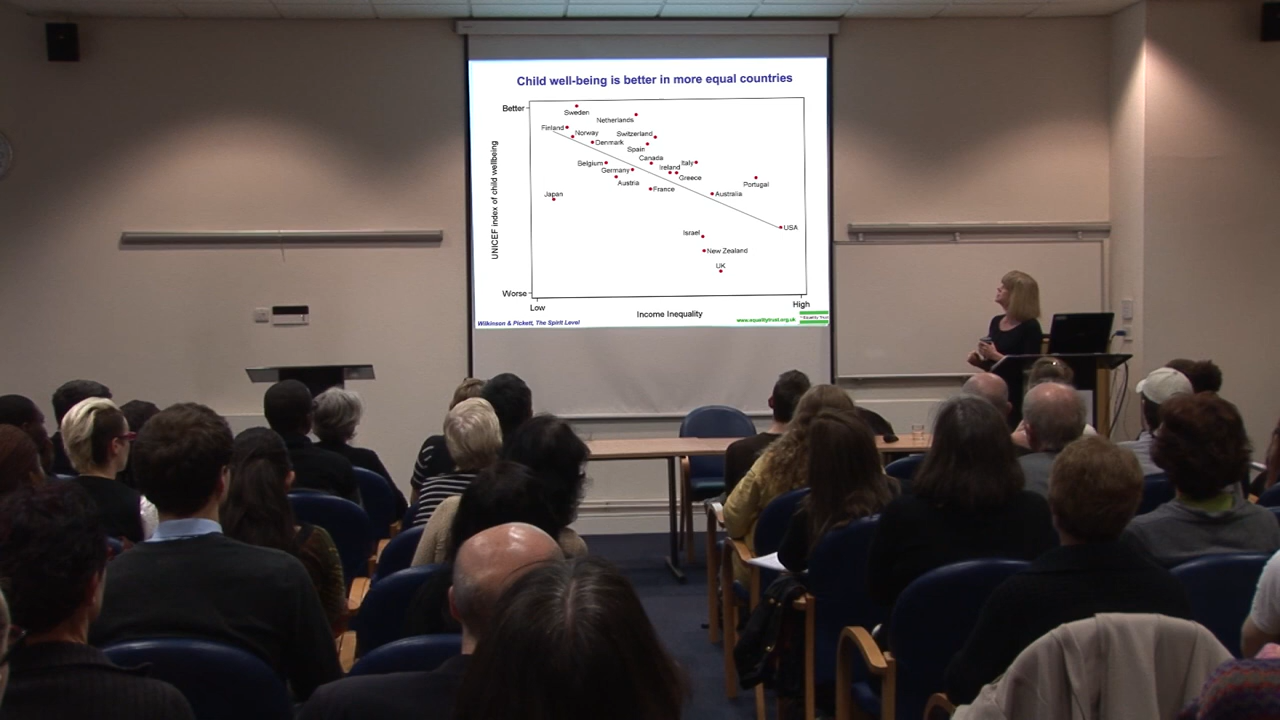 Child well-being is better in more equal countries
Better
Sweden
Netherlands
Finland
Norway
Switzerland
Denmark
Spain
Canada
Belgium
Ireland
Italy
Germany
Greece
Austria
France
Portugal
Japan
Australia
USA
Israel
New Zealand
UK
UNICEF index of child wellbeing
Worse
Low
High
Income Inequality
Wilkinson & Pickett, The Spirit Level
www.equalitytrust.org.uk
Equality Trust